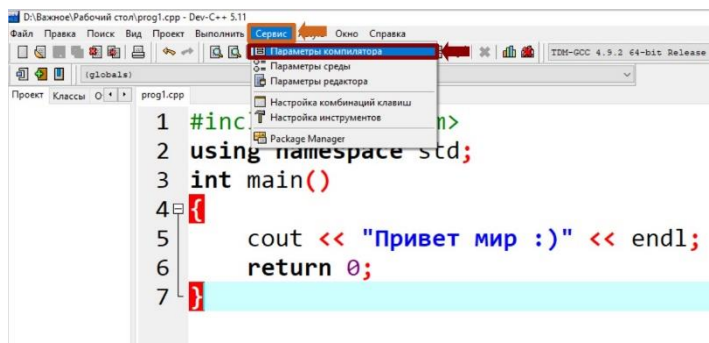 D:\Важное\Рабочий стол\prog1.cpp - Dev-C++ 5.11
Файл Правка Поиск Вид Проект Выполнить Сервис Окно Справка
Параметры компилятора
TDM-GCC 4.9.2 64-bit Release
Параметры среды
(globals)
Параметры редактора
Проект Классы О prog1.cpp
Настройка комбинаций клавиш
Настройка инструментов
Package Manager
1 #incl m>
2 using namespace std;
3 int main()
4 {
5 cout << "Привет мир :)" << endl;
6 return 0;
7 }